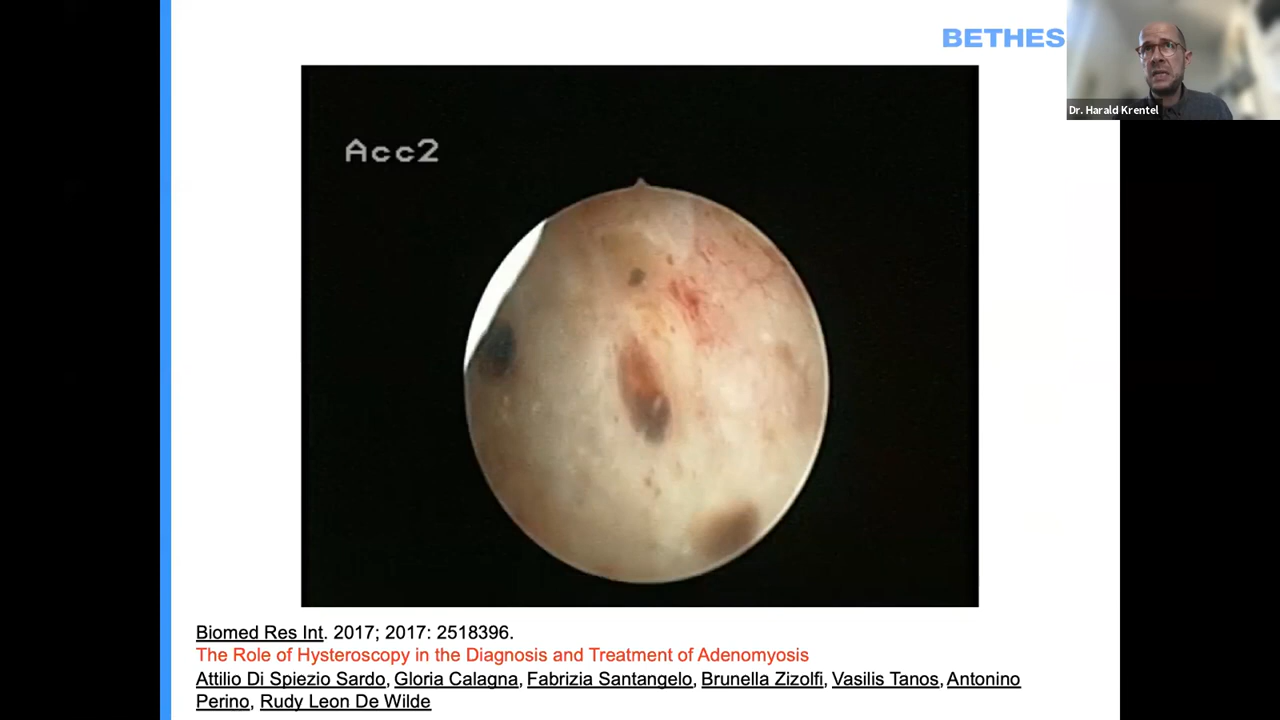 BETHES
Dr. Harald Krentel
Acc2
Biomed Res Int. 2017; 2017: 2518396.
The Role of Hysteroscopy in the Diagnosis and Treatment of Adenomyosis
Attilio Di Spiezio Sardo, Gloria Calagna, Fabrizia Santangelo, Brunella Zizolfi, Vasilis Tanos, Antonino
Perino, Rudy Leon De Wilde